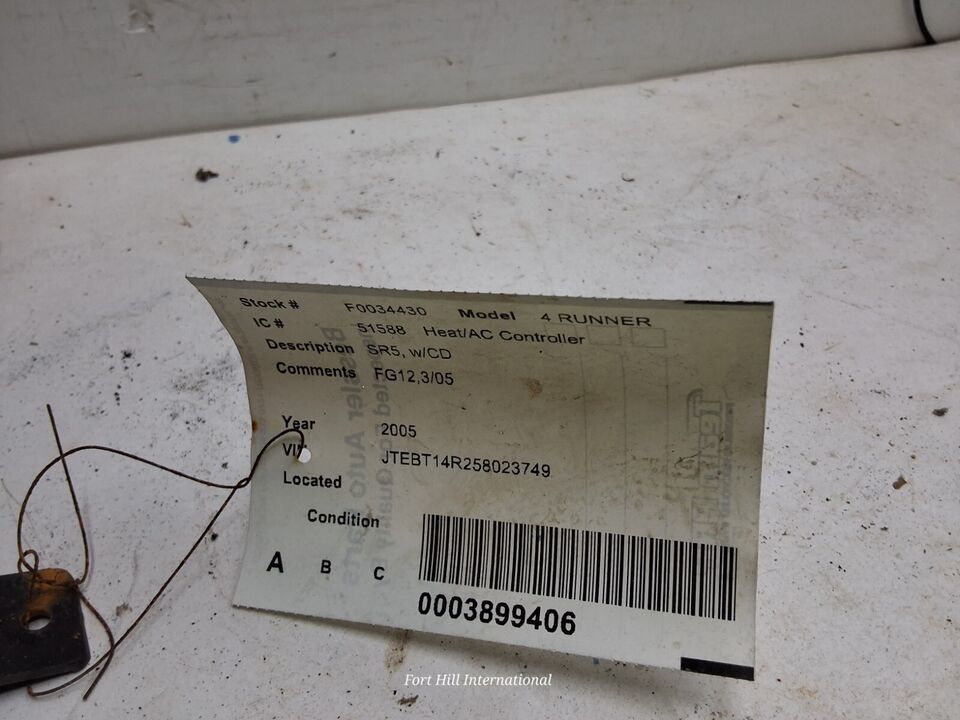 Stock # F0034430 Model 4 RUNNER
IC # 51588 Heat/AC Controller
Description SR5, w/CD
Comments FG12,3/05
Year 2005
VIN JTEBT14R258023749
Located
Condition
A B C
0003899406
Fort Hill International